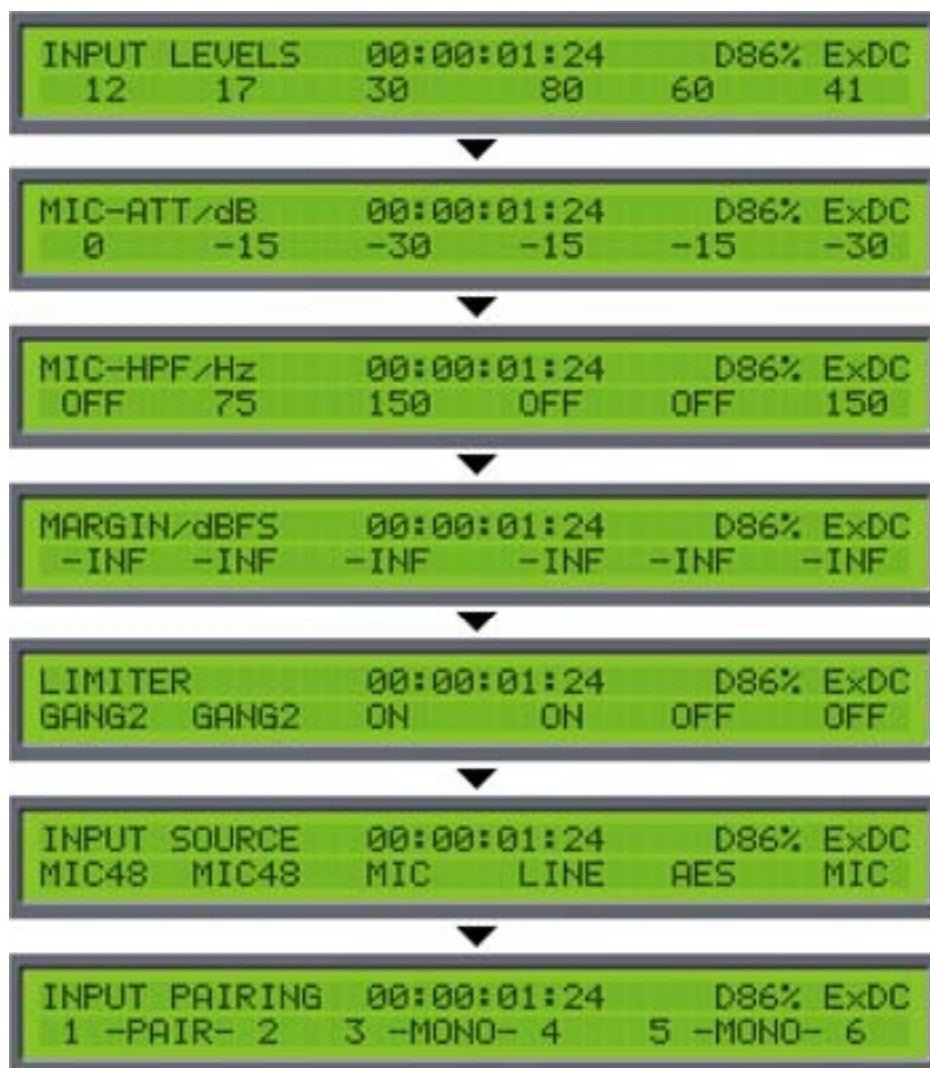 INPUT LEVELS 00:00:01:24 D86% ExDC
12 17 30 80 60 41
MIC-ATT/dB 00:00:01:24 D86% ExDC
0 -15 -30 -15 -15 -30
MIC-HPF/Hz 00:00:01:24 D86% ExDC
OFF 75 150 OFF OFF 150
MARGIN/dBFS 00:00:01:24 D86% ExDC
-INF -INF -INF -INF -INF -INF
LIMITER 00:00:01:24 D86% ExDC
GANG2 GANG2 ON ON OFF OFF
INPUT SOURCE 00:00:01:24 D86% ExDC
MIC48 MIC48 MIC LINE AES MIC
INPUT PAIRING 00:00:01:24 D86% ExDC
1 -PAIR- 2 3 -MONO- 4 5 -MONO- 6